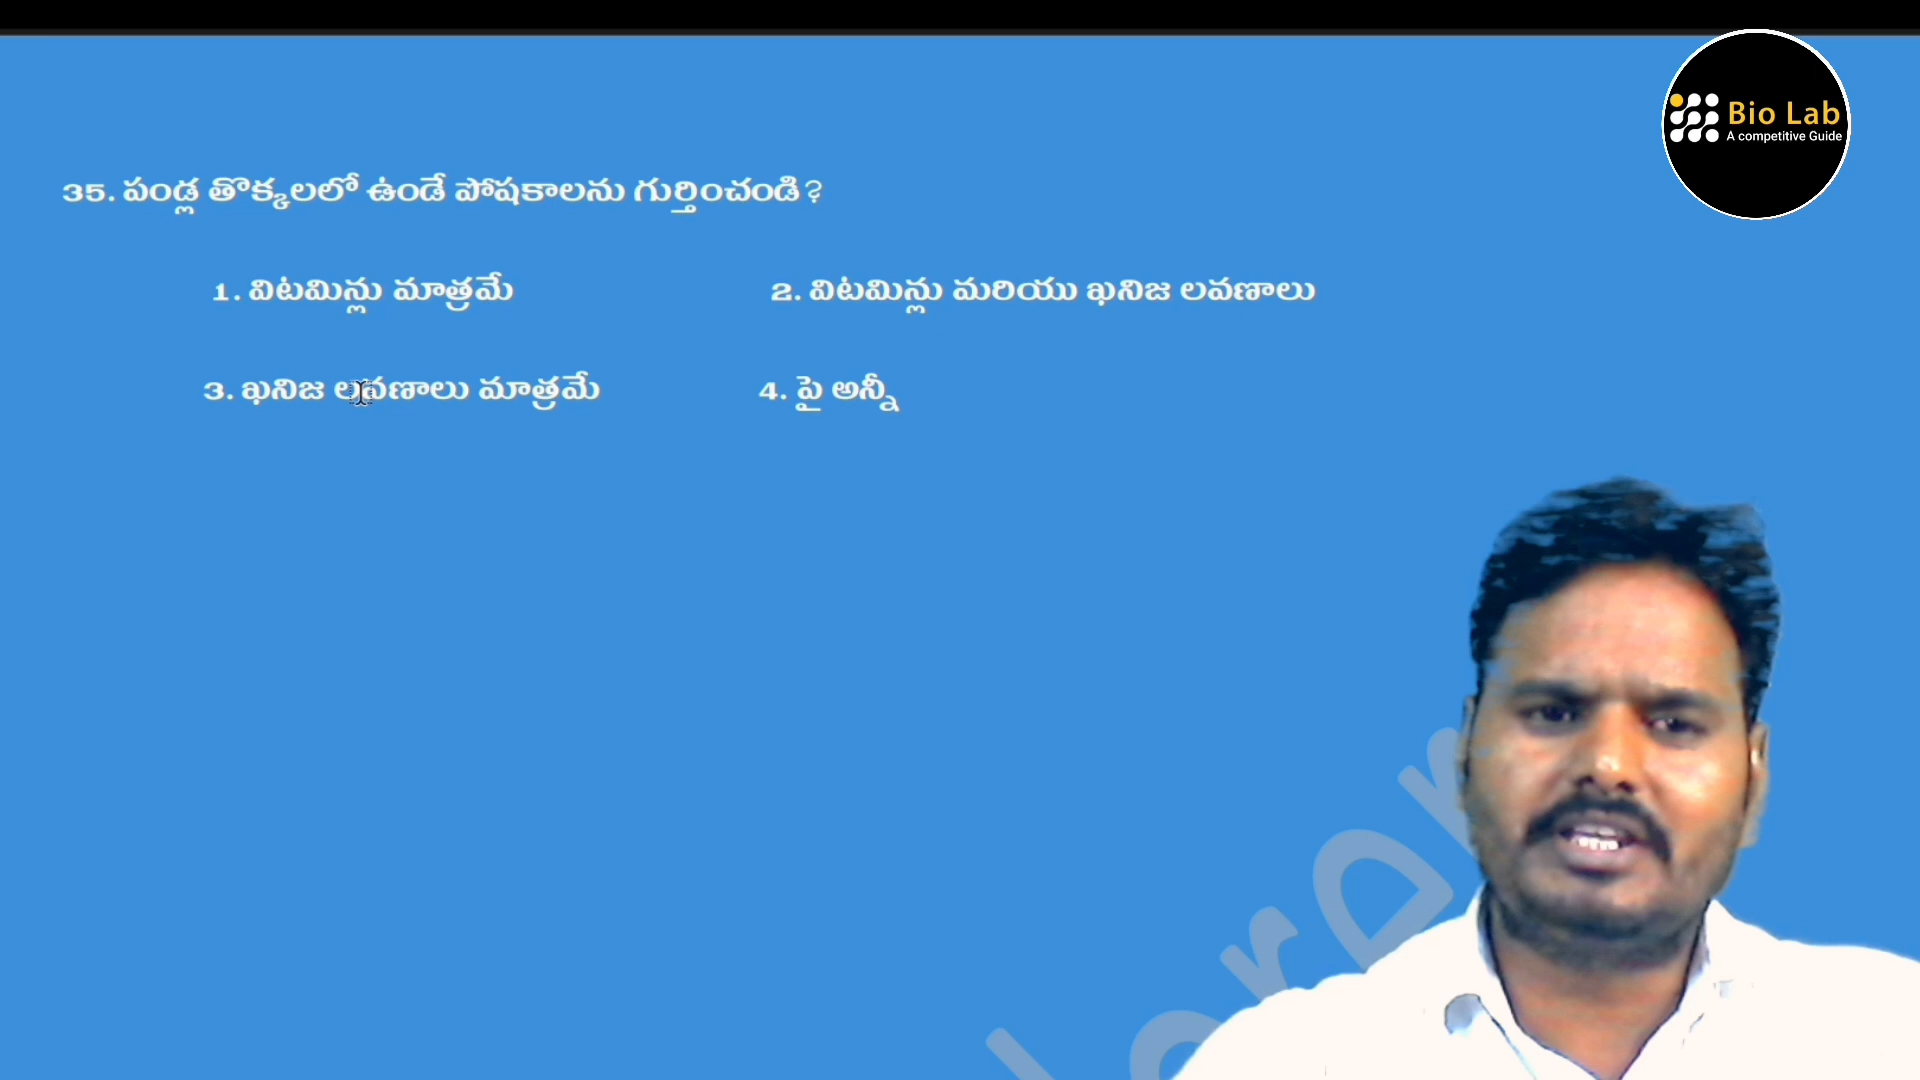 Bio Lab
A competitive Guide
35. పండ్ల తొక్కలలో ఉండే పోషకాలను గుర్తించండి?
1. విటమిన్లు మాత్రమే
2. విటమిన్లు మరియు ఖనిజ లవణాలు
3. ఖనిజ లవణాలు మాత్రమే
4. పై అన్నీ